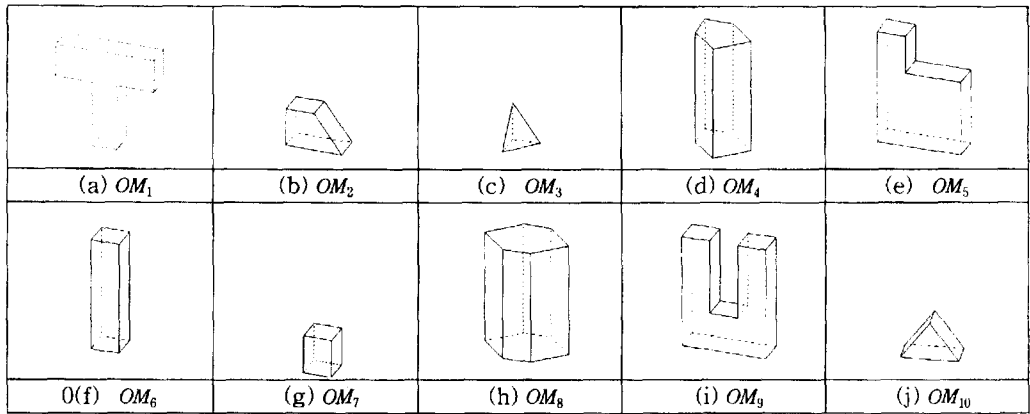 (a) OM₁ (b) OM₂ (c) OM₃ (d) OM₄ (e) OM₅
0(f) OM₆ (g) OM₇ (h) OM₈ (i) OM₉ (j) OM₁₀